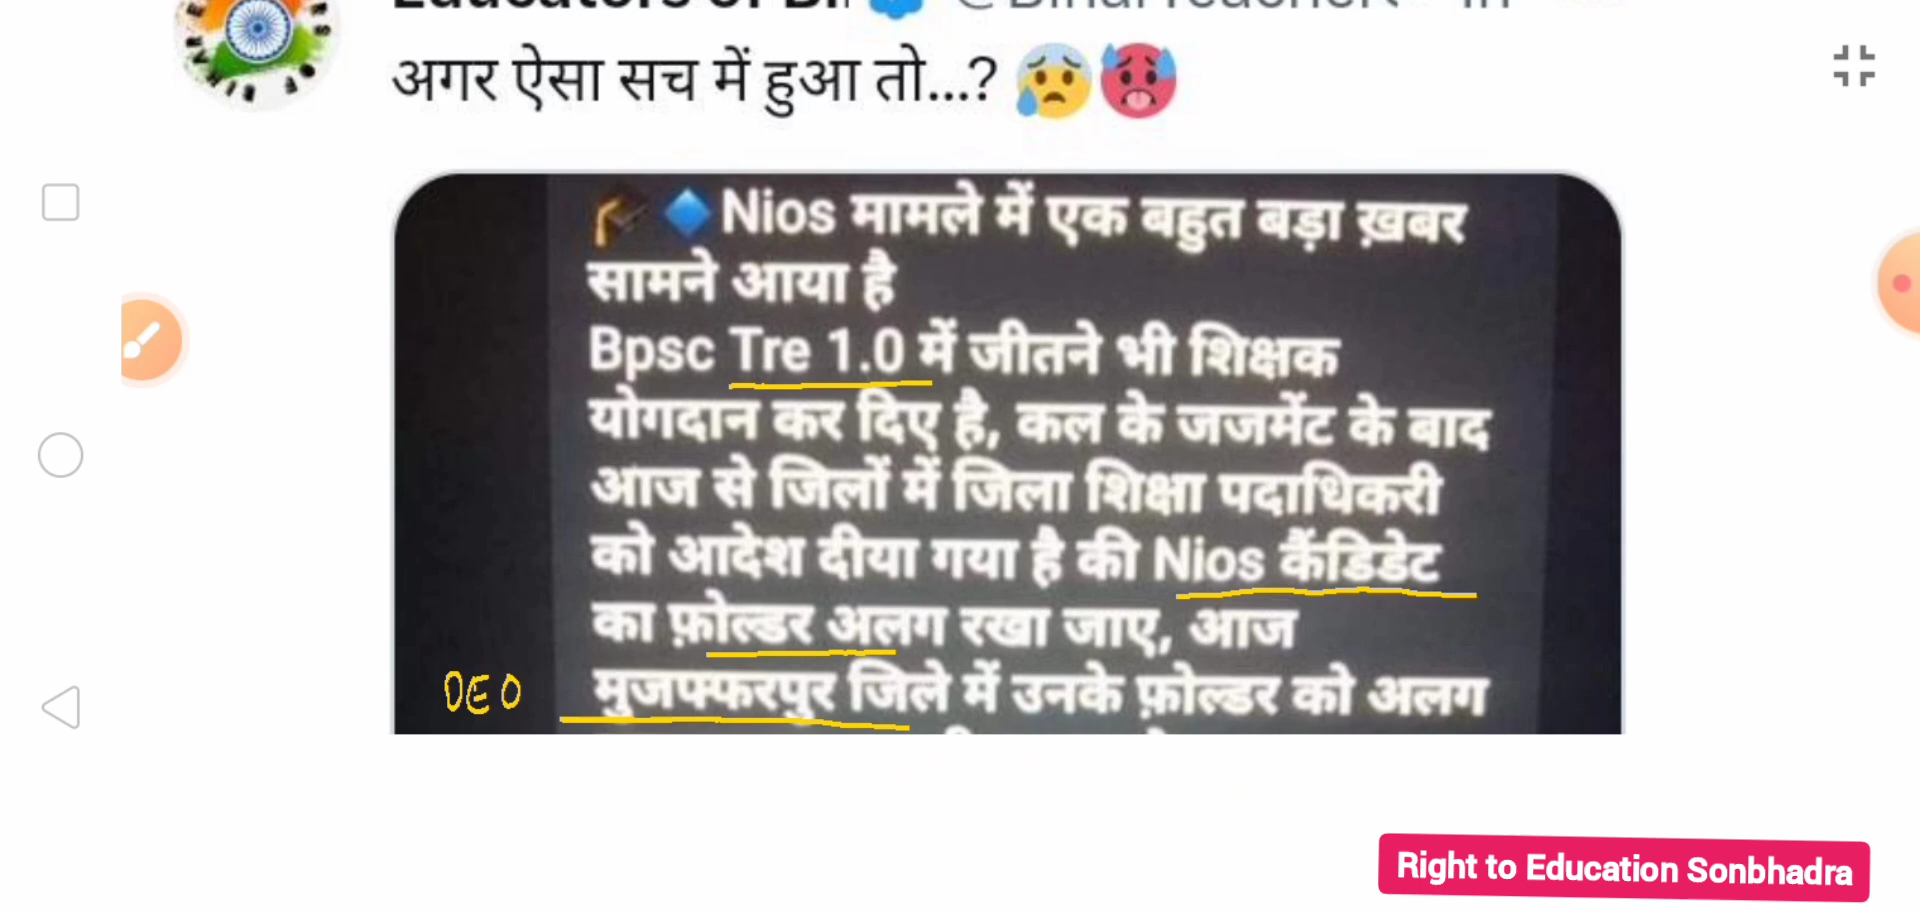 अगर ऐसा सच में हुआ तो...? 😰🥵
🎓🔷Nios मामले में एक बहुत बड़ा ख़बर
सामने आया है
Bpsc Tre 1.0 में जीतने भी शिक्षक
योगदान कर दिए है, कल के जजमेंट के बाद
आज से जिलों में जिला शिक्षा पदाधिकरी
को आदेश दीया गया है की Nios कैंडिडेट
का फ़ोल्डर अलग रखा जाए, आज
DEO मुजफ्फरपुर जिले में उनके फ़ोल्डर को अलग
Right to Education Sonbhadra